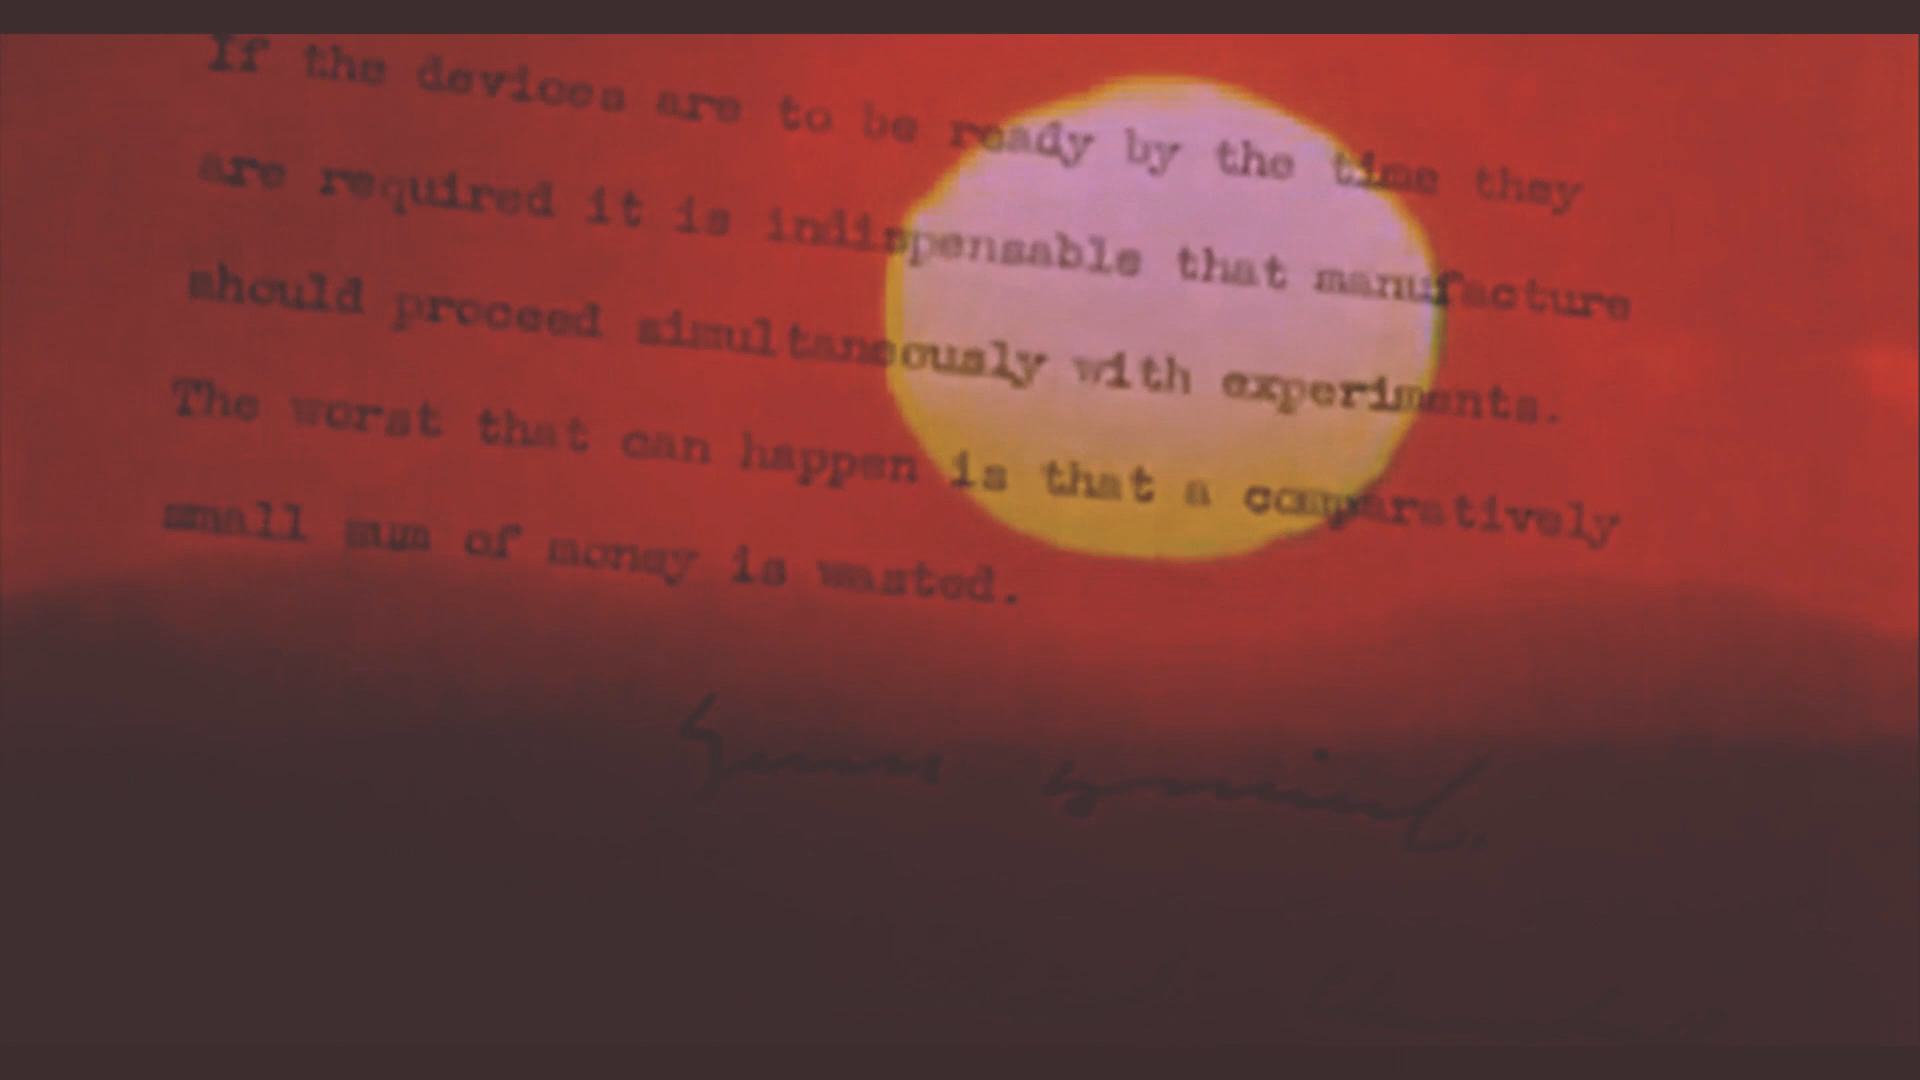 If the devices are to be ready by the time they
are required it is indispensable that manufacture
should proceed simultaneously with experiments.
The worst that can happen is that a comparatively
small sum of money is wasted.